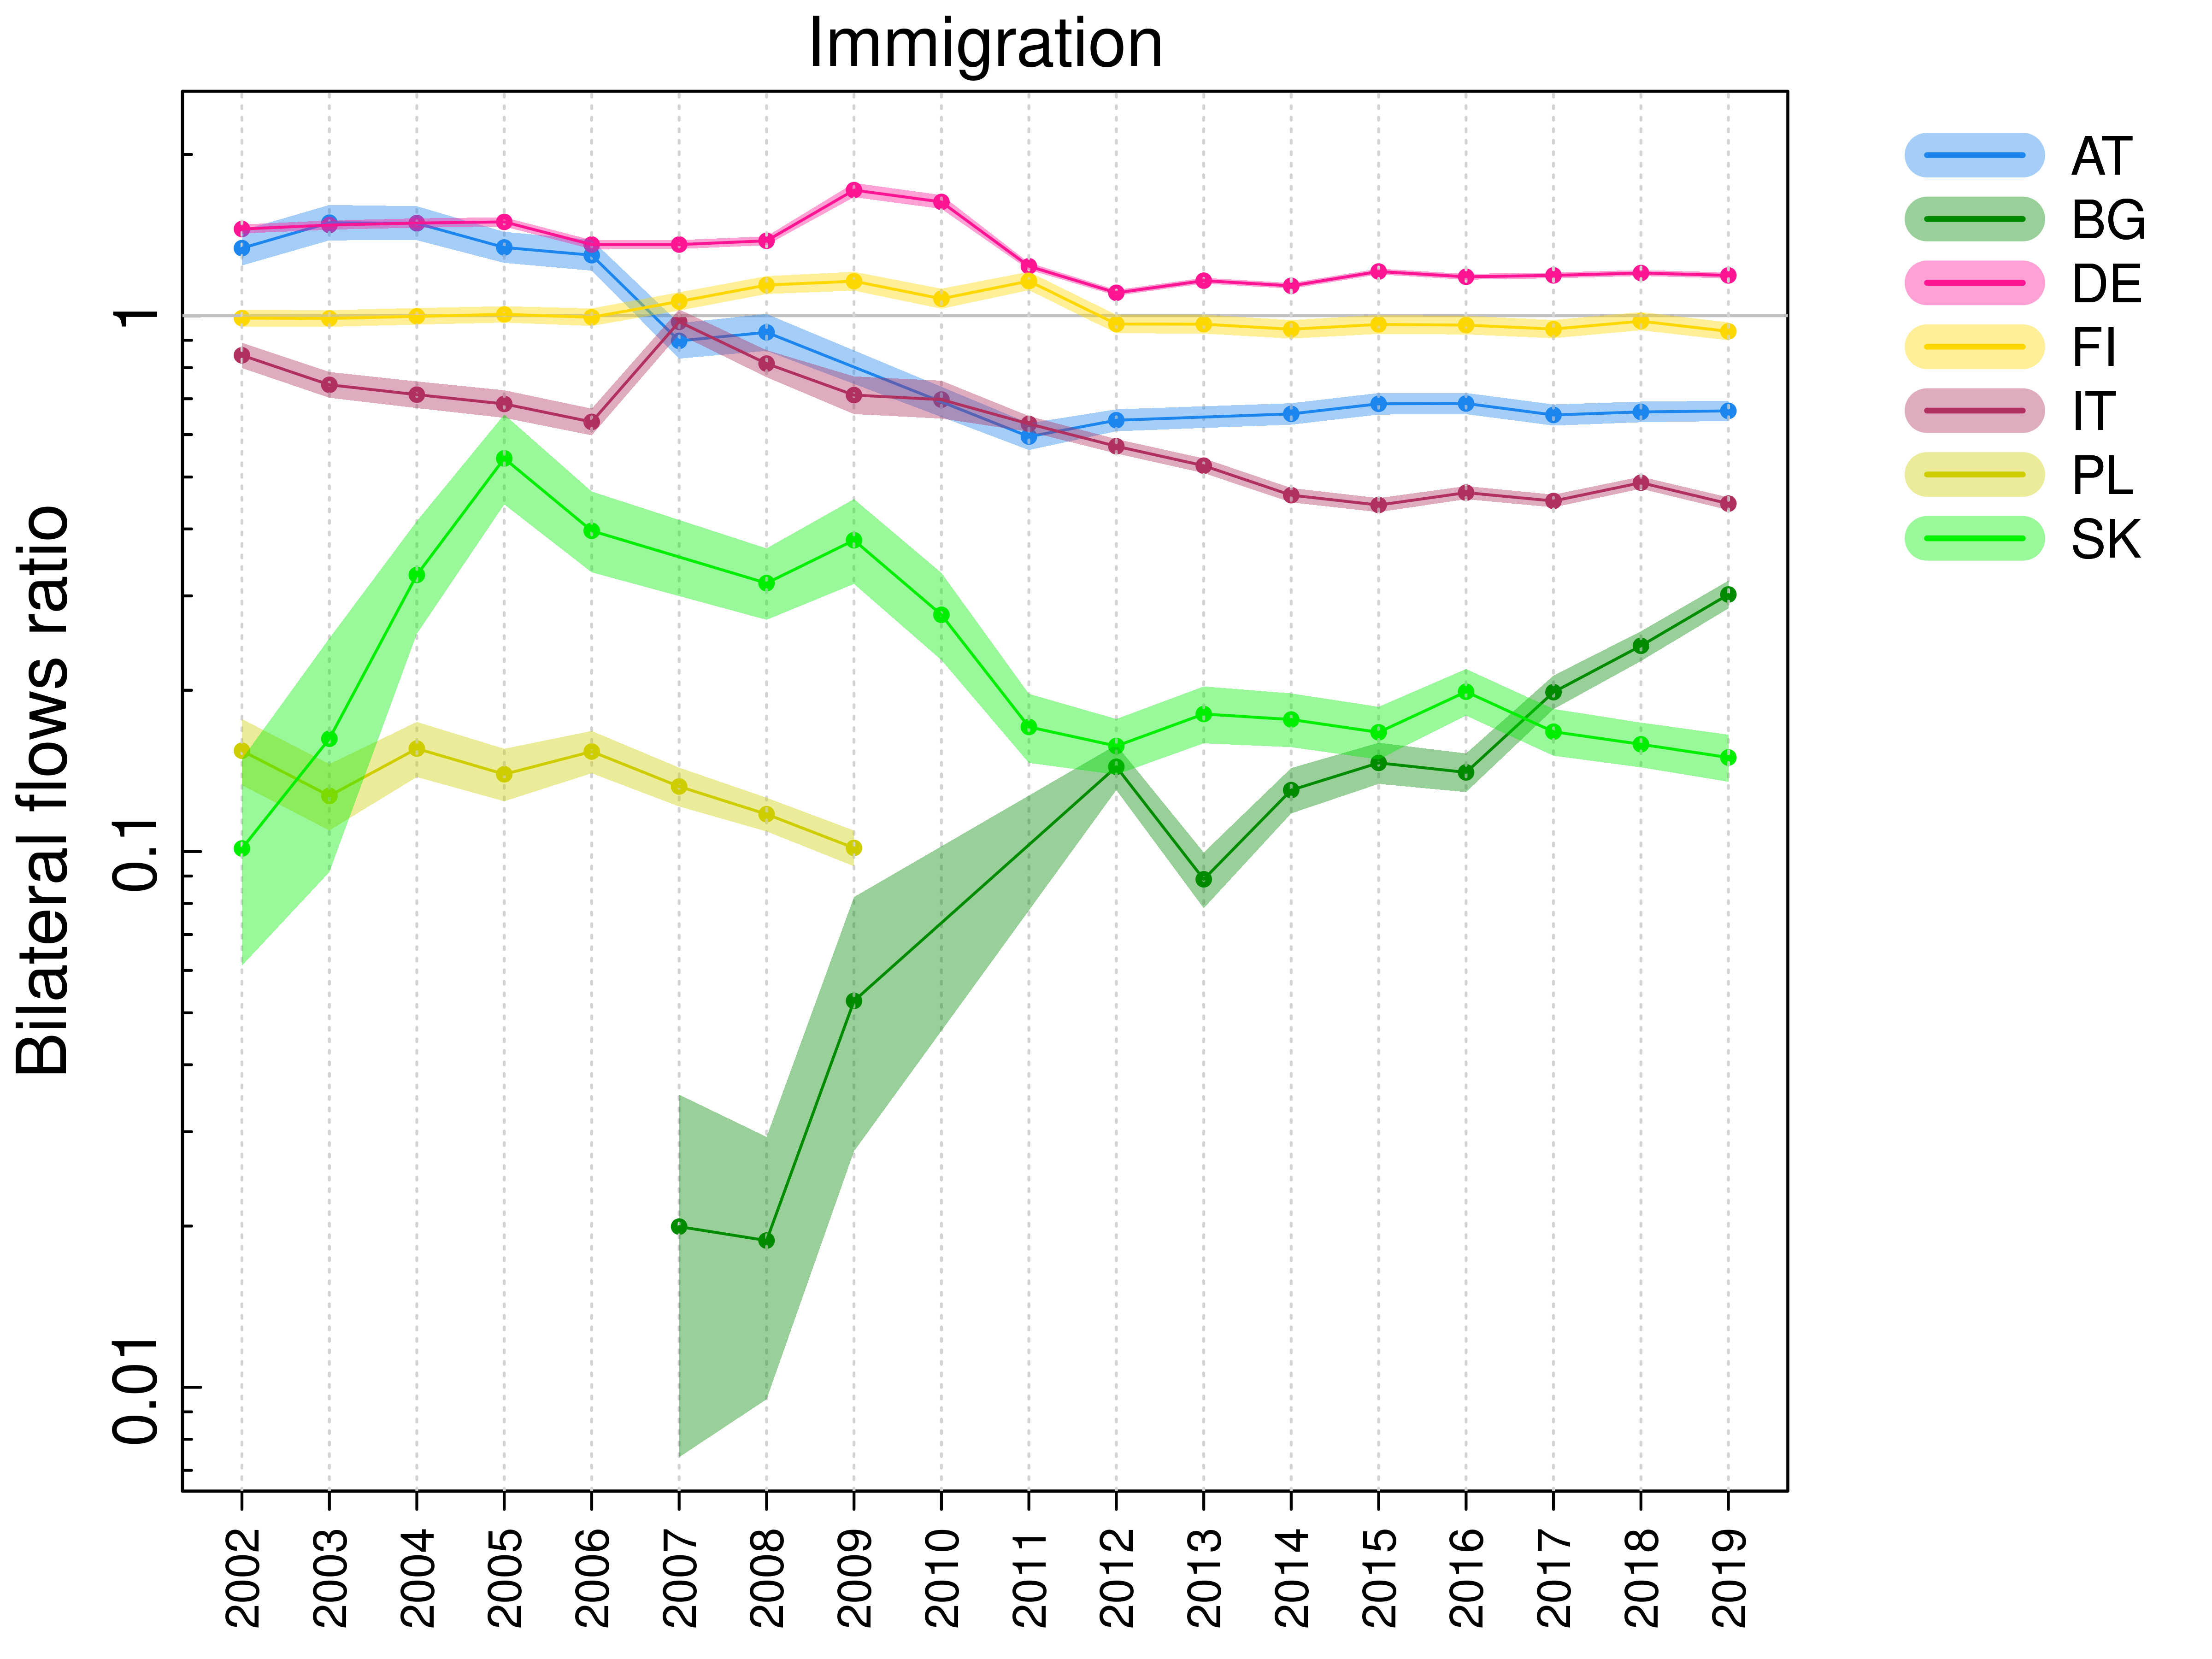 Immigration
Bilateral flows ratio
1
0.1
0.01
2002
2003
2004
2005
2006
2007
2008
2009
2010
2011
2012
2013
2014
2015
2016
2017
2018
2019
AT
BG
DE
FI
IT
PL
SK